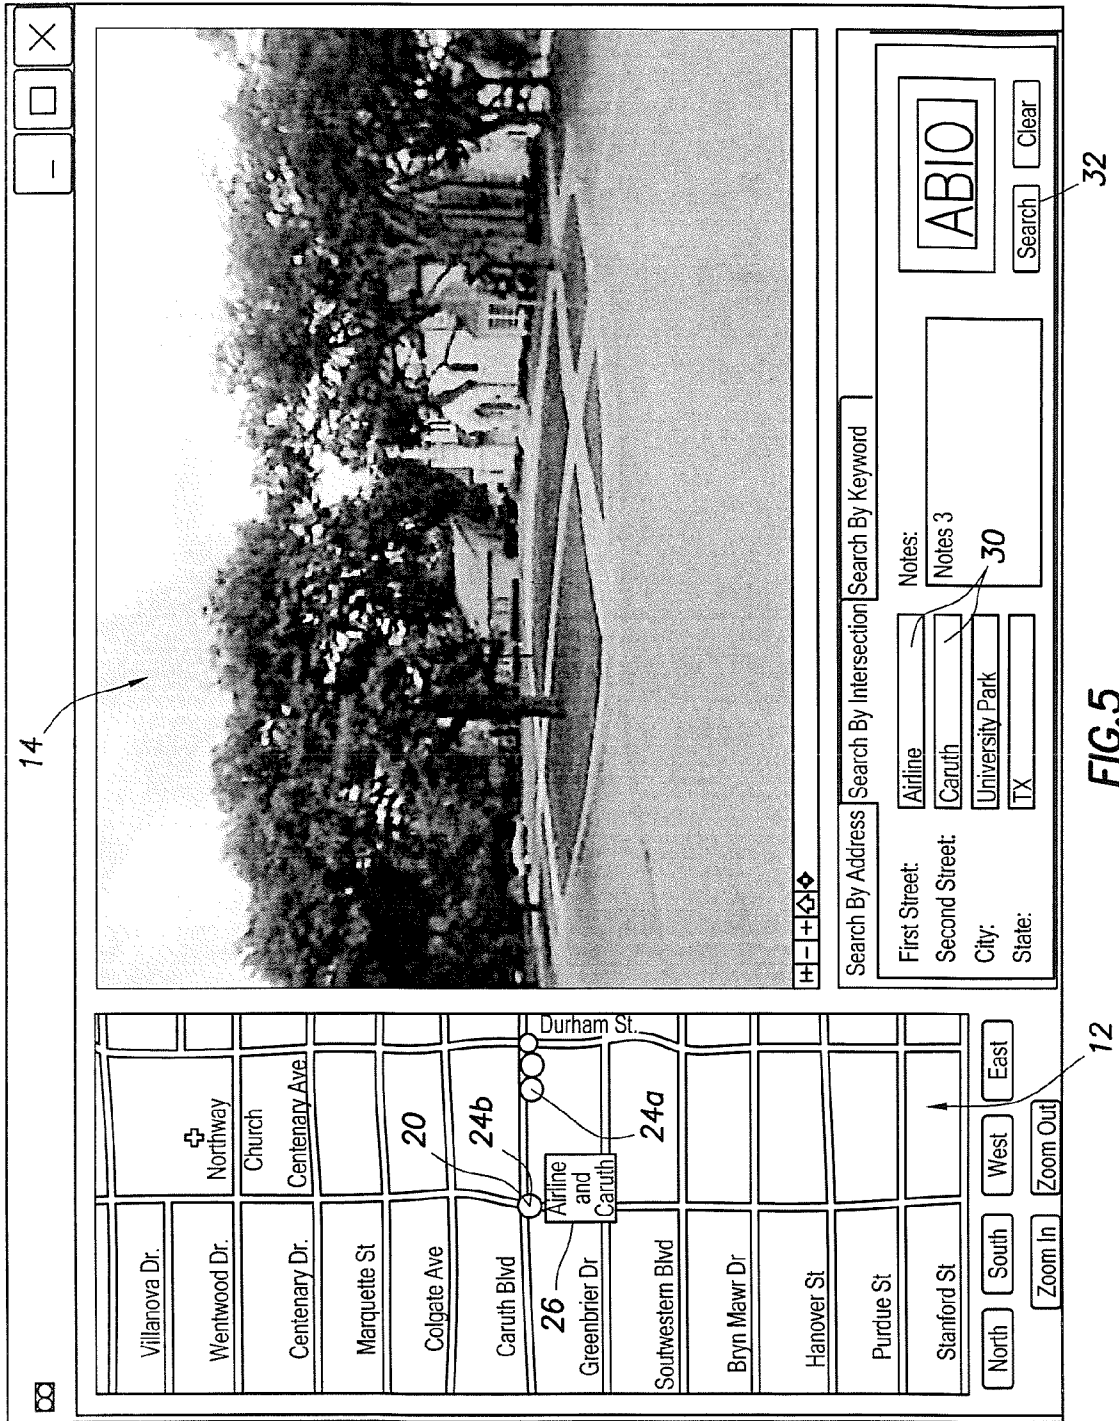 14
Villanova Dr.
Wentwood Dr.
Northway
Church
Centenary Dr.
Centenary Ave
Marquette St
Colgate Ave
20
Caruth Blvd
24b
Durham St.
Airline
and
Caruth
24a
26
Greenbrier Dr
Soutwestern Blvd
Bryn Mawr Dr
Hanover St
Purdue St
Stanford St
North
South
West
East
Zoom In
Zoom Out
12
Search By Address
Search By Intersection
Search By Keyword
First Street:
Airline
Second Street:
Caruth
City:
University Park
State:
TX
Notes:
Notes 3
30
ABIO
Search
Clear
32
FIG.5